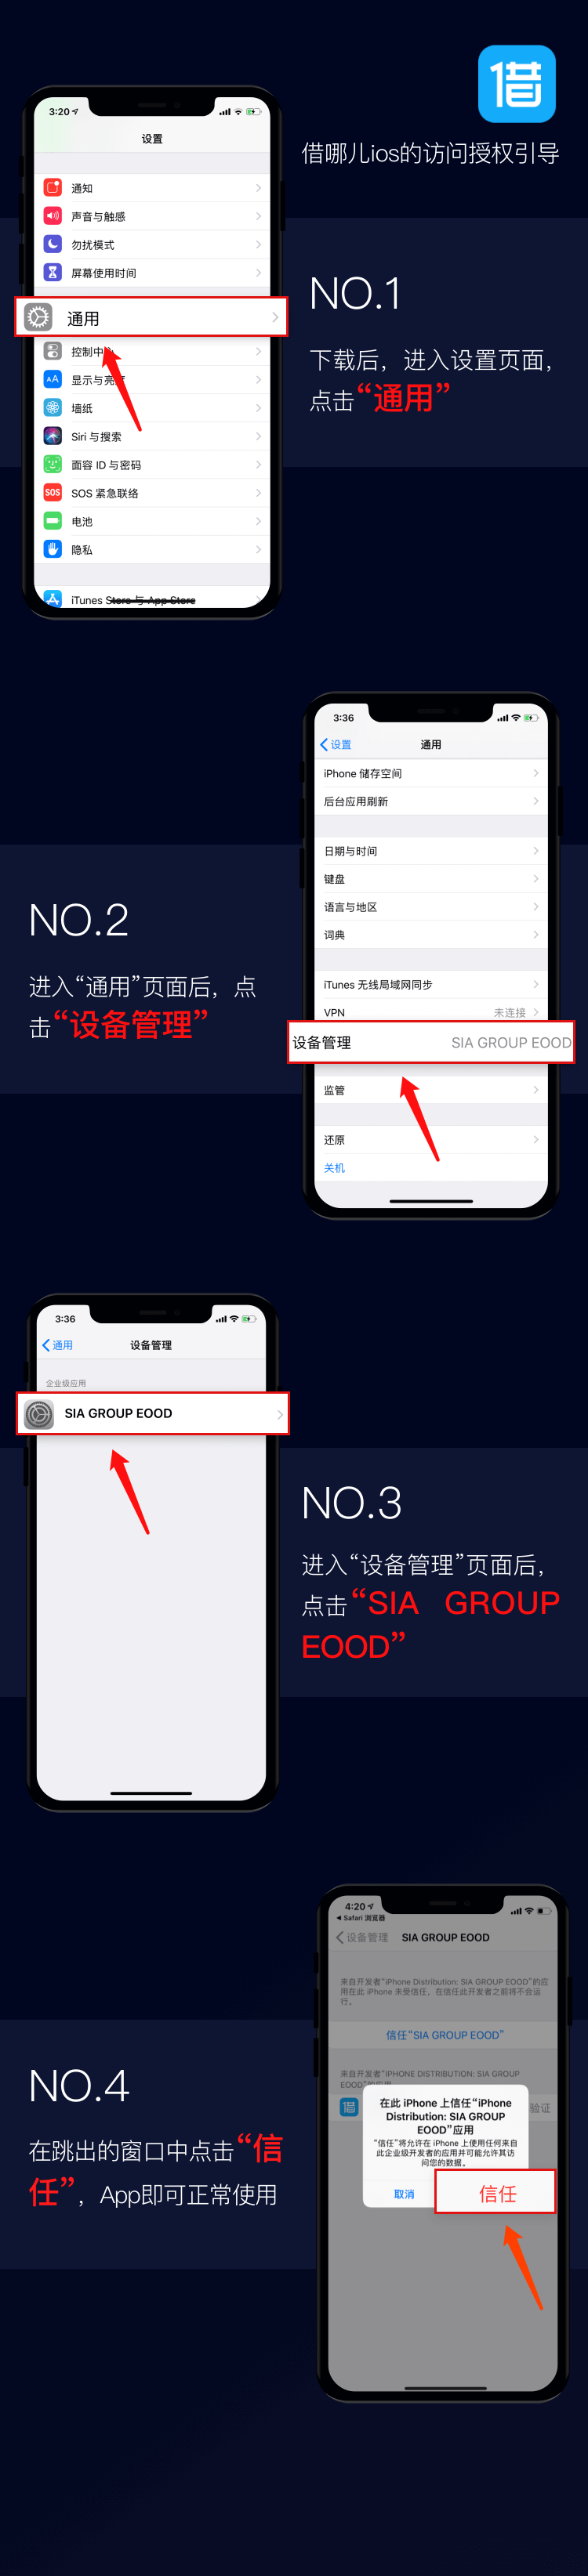 借
借哪儿ios的访问授权引导
3:20
设置
通知
声音与触感
勿扰模式
屏幕使用时间
通用
控制中心
AA
显示与亮度
墙纸
Siri 与搜索
面容 ID 与密码
SOS
SOS 紧急联络
电池
隐私
iTunes Store 与 App Store
NO.1
下载后，进入设置页面，
点击“通用”
3:36
设置
通用
iPhone 储存空间
后台应用刷新
日期与时间
键盘
语言与地区
词典
iTunes 无线局域网同步
VPN
未连接
设备管理
SIA GROUP EOOD
监管
还原
关机
NO.2
进入“通用”页面后，点
击“设备管理”
3:36
通用
设备管理
企业级应用
SIA GROUP EOOD
NO.3
进入“设备管理”页面后，
点击“SIA GROUP
EOOD”
4:20
Safari 浏览器
设备管理
SIA GROUP EOOD
来自开发者“iPhone Distribution: SIA GROUP EOOD”的应
用在此 iPhone 未受信任，在信任此开发者之前将不会运
行。
信任“SIA GROUP EOOD”
来自开发者“IPHONE DISTRIBUTION: SIA GROUP
EOOD”的应用
借
验证
在此 iPhone 上信任“iPhone
Distribution: SIA GROUP
EOOD”应用
“信任”将允许在 iPhone 上使用任何来自
此企业级开发者的应用并可能允许其访
问您的数据。
取消
信任
NO.4
在跳出的窗口中点击“信
任”，App即可正常使用